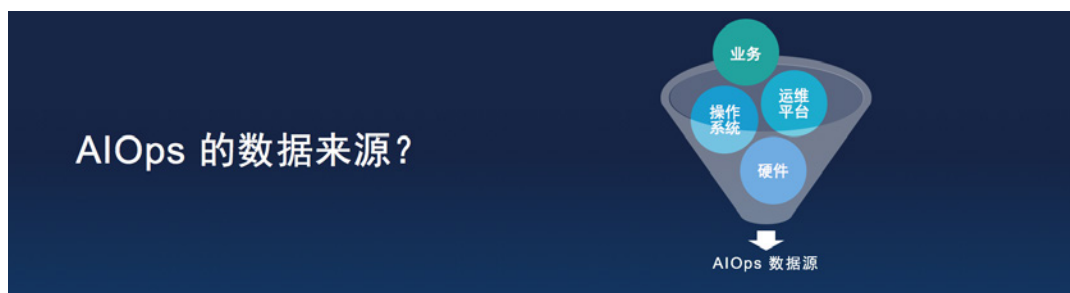 AIOps 的数据来源?
业务
运维
平台
操作
系统
硬件
AIOps 数据源